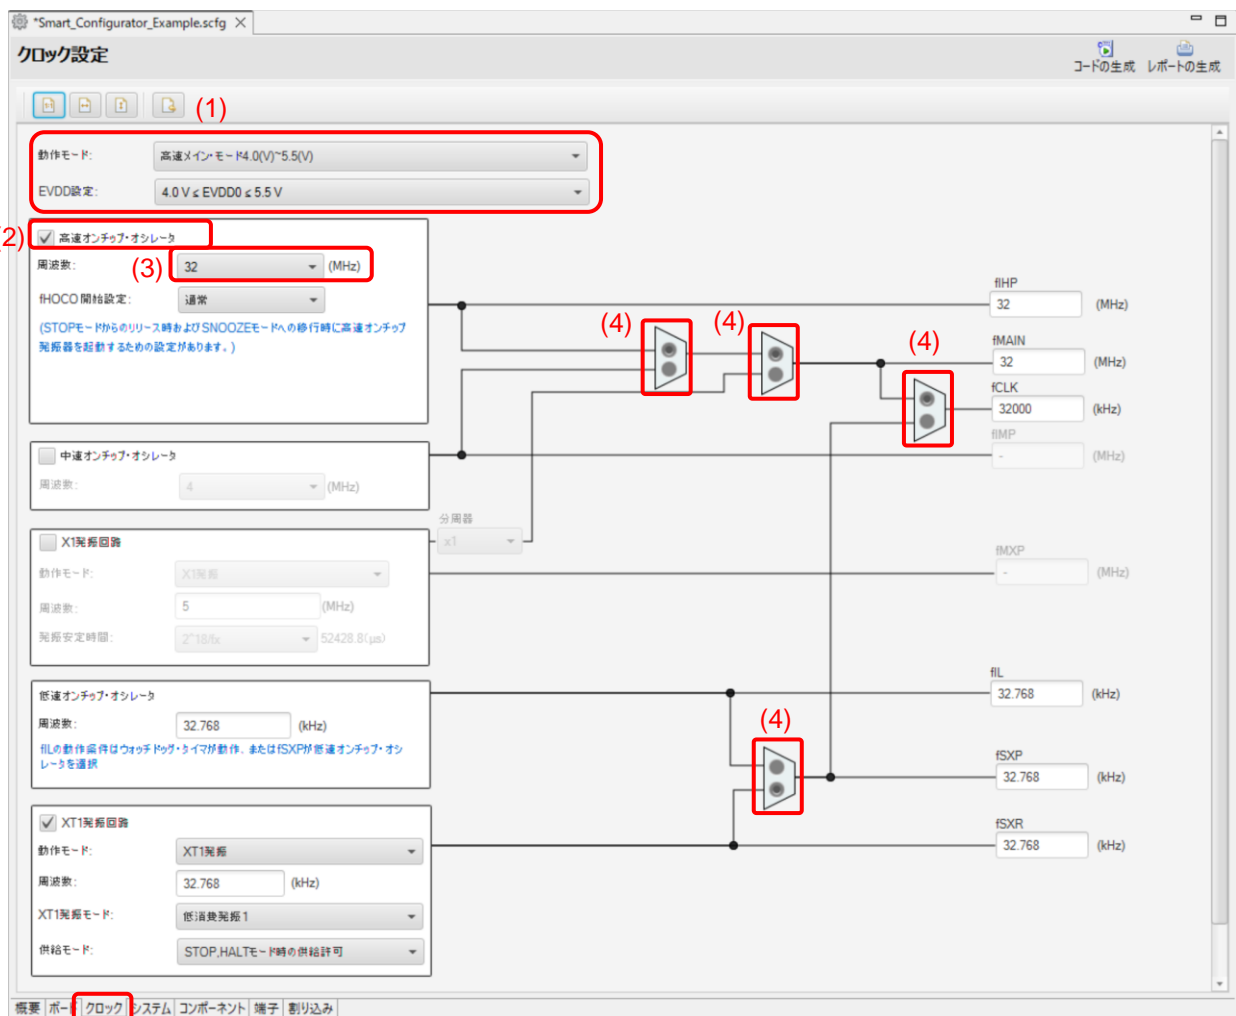 *Smart_Configurator_Example.scfg
クロック設定
コードの生成 レポートの生成
(1)
動作モード: 高速メイン・モード4.0(V)~5.5(V)
EVDD設定: 4.0 V ≤ EVDD0 ≤ 5.5 V
(2) 高速オンチップ・オシレータ
周波数: (3) 32 (MHz)
fHOCO開始設定: 通常
(STOPモードからのリリース時およびSNOOZEモードへの移行時に高速オンチップ
発振器を起動するための設定があります。)
fIHP
32 (MHz)
(4) (4) (4)
fMAIN
32 (MHz)
fCLK
32000 (kHz)
fIMP
- (MHz)
中速オンチップ・オシレータ
周波数: 4 (MHz)
分周器
x1
X1発振回路
動作モード: X1発振
周波数: 5 (MHz)
発振安定時間: 2^18/fx 52428.8(μs)
fMXP
- (MHz)
低速オンチップ・オシレータ
周波数: 32.768 (kHz)
fILの動作条件はウォッチドッグ・タイマが動作、またはfSXPが低速オンチップ・オシ
レータを選択
fIL
32.768 (kHz)
(4)
fSXP
32.768 (kHz)
fSXR
32.768 (kHz)
XT1発振回路
動作モード: XT1発振
周波数: 32.768 (kHz)
XT1発振モード: 低消費発振1
供給モード: STOP,HALTモード時の供給許可
概要 ボード クロック システム コンポーネント 端子 割り込み